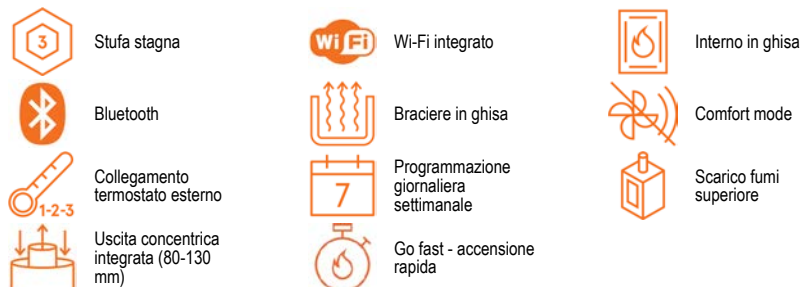 3
Stufa stagna
Wi Fi
Wi-Fi integrato
Interno in ghisa
Bluetooth
Braciere in ghisa
Comfort mode
1-2-3
Collegamento
termostato esterno
7
Programmazione
giornaliera
settimanale
Scarico fumi
superiore
Uscita concentrica
integrata (80-130
mm)
Go fast - accensione
rapida